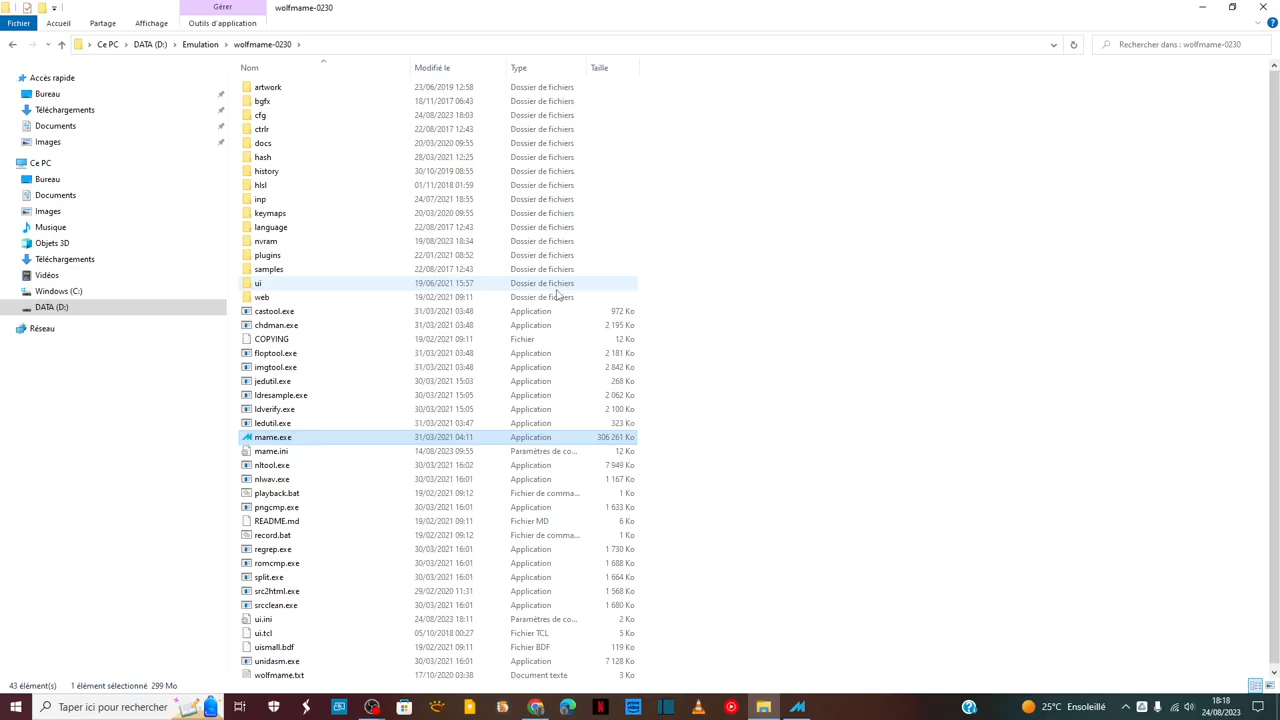 Gérer
wolfmame-0230
Fichier
Accueil
Partage
Affichage
Outils d'application
Ce PC
DATA (D:)
Emulation
wolfmame-0230
Rechercher dans : wolfmame-0230
Nom Modifié le Type Taille
Accès rapide
Bureau
Téléchargements
Documents
Images
Ce PC
Bureau
Documents
Images
Musique
Objets 3D
Téléchargements
Vidéos
Windows (C:)
DATA (D:)
Réseau
artwork 23/06/2019 12:58 Dossier de fichiers
bgfx 18/11/2017 06:43 Dossier de fichiers
cfg 24/08/2023 18:03 Dossier de fichiers
ctrlr 22/08/2017 12:43 Dossier de fichiers
docs 20/03/2020 09:55 Dossier de fichiers
hash 28/03/2021 12:25 Dossier de fichiers
history 30/10/2019 08:55 Dossier de fichiers
hlsl 01/11/2018 01:59 Dossier de fichiers
inp 24/07/2021 18:55 Dossier de fichiers
keymaps 20/03/2020 09:55 Dossier de fichiers
language 22/08/2017 12:43 Dossier de fichiers
nvram 19/08/2023 18:34 Dossier de fichiers
plugins 22/01/2021 08:52 Dossier de fichiers
samples 22/08/2017 12:43 Dossier de fichiers
ui 19/06/2021 15:57 Dossier de fichiers
web 19/02/2021 09:11 Dossier de fichiers
castool.exe 31/03/2021 03:48 Application 972 Ko
chdman.exe 31/03/2021 03:48 Application 2 195 Ko
COPYING 19/02/2021 09:11 Fichier 12 Ko
floptool.exe 31/03/2021 03:48 Application 2 181 Ko
imgtool.exe 31/03/2021 03:48 Application 2 842 Ko
jedutil.exe 30/03/2021 15:03 Application 268 Ko
ldresample.exe 30/03/2021 15:05 Application 2 062 Ko
ldverify.exe 30/03/2021 15:05 Application 2 100 Ko
ledutil.exe 31/03/2021 03:47 Application 323 Ko
mame.exe 31/03/2021 04:11 Application 306 261 Ko
mame.ini 14/08/2023 09:55 Paramètres de co... 12 Ko
nltool.exe 30/03/2021 16:02 Application 7 949 Ko
nlwav.exe 30/03/2021 16:01 Application 1 167 Ko
playback.bat 19/02/2021 09:12 Fichier de comma... 1 Ko
pngcmp.exe 30/03/2021 16:01 Application 1 633 Ko
README.md 19/02/2021 09:11 Fichier MD 6 Ko
record.bat 19/02/2021 09:12 Fichier de comma... 1 Ko
regrep.exe 30/03/2021 16:01 Application 1 730 Ko
romcmp.exe 30/03/2021 16:01 Application 1 688 Ko
split.exe 30/03/2021 16:01 Application 1 664 Ko
src2html.exe 29/02/2020 11:31 Application 1 568 Ko
srcclean.exe 30/03/2021 16:01 Application 1 680 Ko
ui.ini 24/08/2023 18:11 Paramètres de co... 2 Ko
ui.tcl 05/10/2018 00:27 Fichier TCL 5 Ko
uismall.bdf 19/02/2021 09:11 Fichier BDF 119 Ko
unidasm.exe 30/03/2021 16:01 Application 7 128 Ko
wolfmame.txt 17/10/2020 03:38 Document texte 3 Ko
43 élément(s) 1 élément sélectionné 299 Mo
Taper ici pour rechercher
25°C Ensoleillé
18:18
24/08/2023